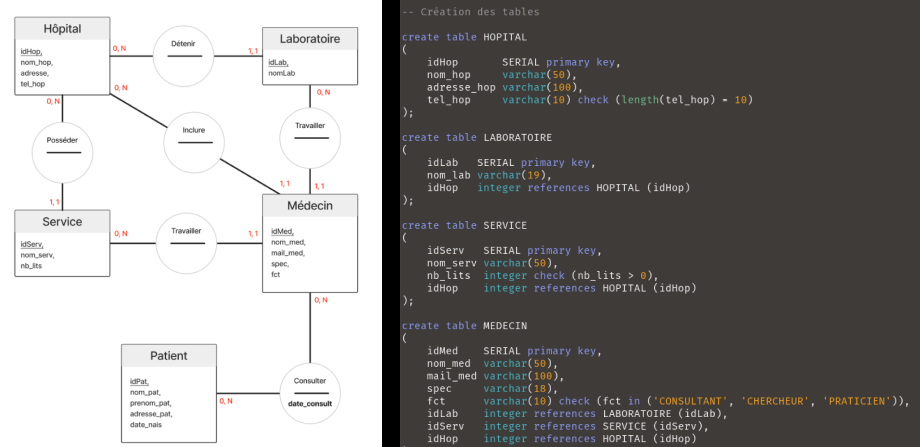 Hôpital
idHop,
nom_hop,
adresse,
tel_hop
0, N
Détenir
1, 1
Laboratoire
idLab,
nomLab
0, N
0, N
0, N
Posséder
Inclure
Travailler
1, 1
1, 1
1, 1
Service
idServ,
nom_serv,
nb_lits
0, N
Travailler
1, 1
Médecin
idMed,
nom_med,
mail_med,
spec,
fct
0, N
Patient
idPat,
nom_pat,
prenom_pat,
adresse_pat,
date_nais
0, N
Consulter
date_consult
-- Création des tables
create table HOPITAL
(
idHop SERIAL primary key,
nom_hop varchar(50),
adresse_hop varchar(100),
tel_hop varchar(10) check (length(tel_hop) = 10)
);
create table LABORATOIRE
(
idLab SERIAL primary key,
nom_lab varchar(19),
idHop integer references HOPITAL (idHop)
);
create table SERVICE
(
idServ SERIAL primary key,
nom_serv varchar(50),
nb_lits integer check (nb_lits > 0),
idHop integer references HOPITAL (idHop)
);
create table MEDECIN
(
idMed SERIAL primary key,
nom_med varchar(50),
mail_med varchar(100),
spec varchar(18),
fct varchar(10) check (fct in ('CONSULTANT', 'CHERCHEUR', 'PRATICIEN')),
idLab integer references LABORATOIRE (idLab),
idServ integer references SERVICE (idServ),
idHop integer references HOPITAL (idHop)